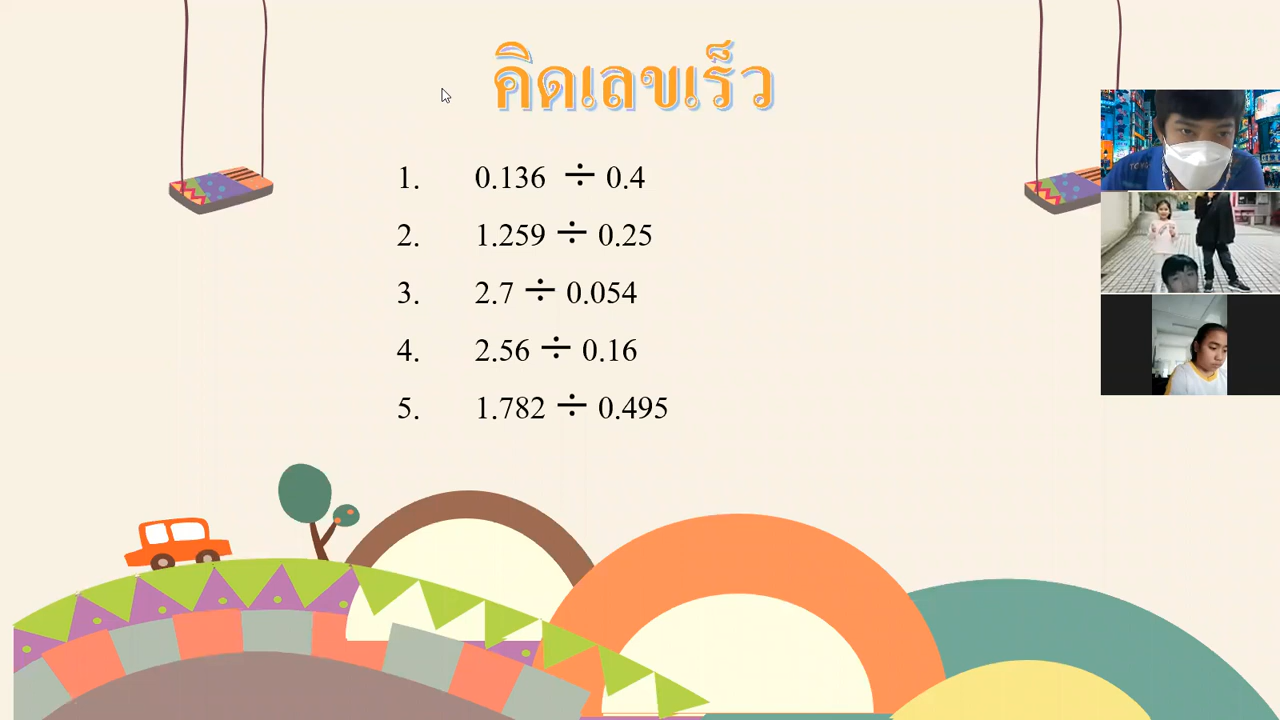 คิดเลขเร็ว
1. 0.136 ÷ 0.4
2. 1.259 ÷ 0.25
3. 2.7 ÷ 0.054
4. 2.56 ÷ 0.16
5. 1.782 ÷ 0.495